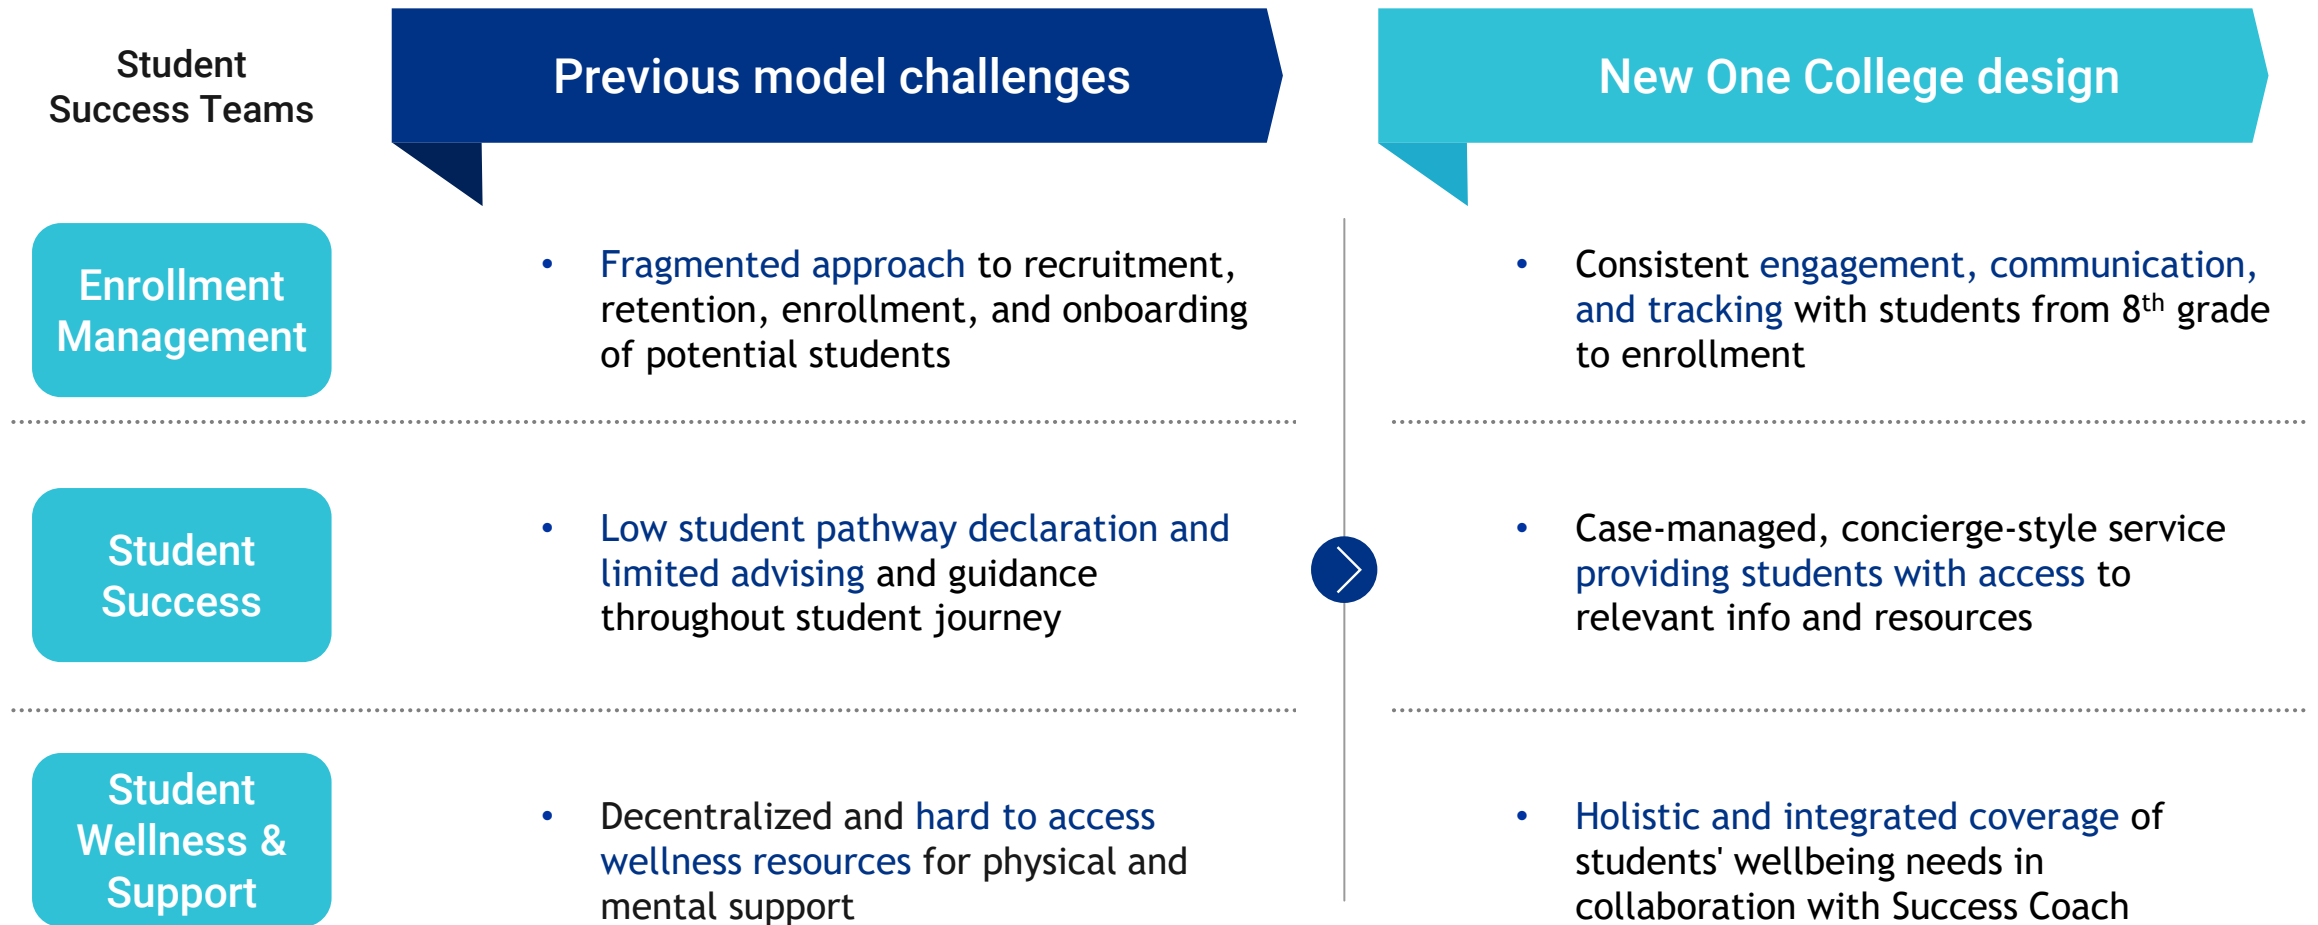 Student
Success Teams
Previous model challenges
New One College design
Enrollment
Management
• Fragmented approach to recruitment,
retention, enrollment, and onboarding
of potential students
• Consistent engagement, communication,
and tracking with students from 8th grade
to enrollment
Student
Success
• Low student pathway declaration and
limited advising and guidance
throughout student journey
• Case-managed, concierge-style service
providing students with access to
relevant info and resources
Student
Wellness &
Support
• Decentralized and hard to access
wellness resources for physical and
mental support
• Holistic and integrated coverage of
students' wellbeing needs in
collaboration with Success Coach